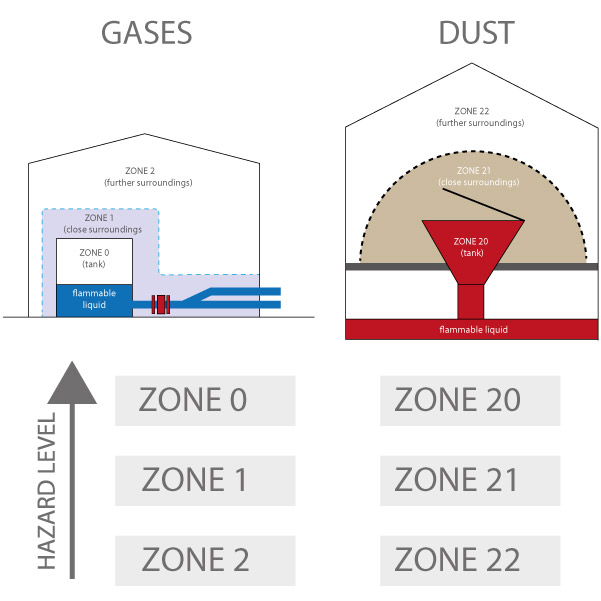 GASES
DUST
ZONE 2
(further surroundings)
ZONE 1
(close surroundings
ZONE 0
(tank)
flammable
liquid
ZONE 22
(further surroundings)
ZONE 21
(close surroundings)
ZONE 20
(tank)
flammable liquid
HAZARD LEVEL
ZONE 0
ZONE 20
ZONE 1
ZONE 21
ZONE 2
ZONE 22